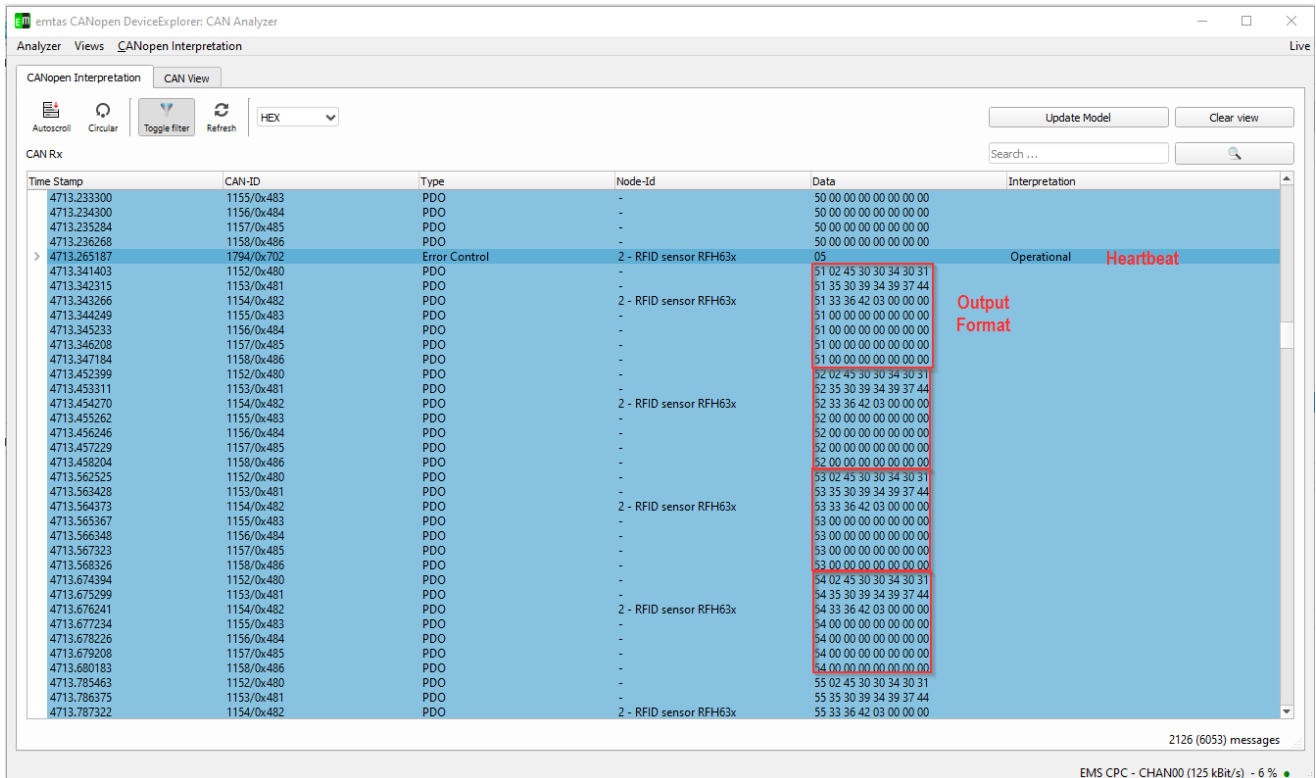 emtas CANopen DeviceExplorer: CAN Analyzer
Analyzer Views CANopen Interpretation Live
CANopen Interpretation CAN View
Autoscroll Circular Toggle filter Refresh HEX Update Model Clear view
CAN Rx Search ...
Time Stamp CAN-ID Type Node-Id Data Interpretation
4713.233300 1155/0x483 PDO - 50 00 00 00 00 00 00 00
4713.234300 1156/0x484 PDO - 50 00 00 00 00 00 00 00
4713.235284 1157/0x485 PDO - 50 00 00 00 00 00 00 00
4713.236268 1158/0x486 PDO - 50 00 00 00 00 00 00 00
4713.265187 1794/0x702 Error Control 2 - RFID sensor RFH63x 05 Operational Heartbeat
4713.341403 1152/0x480 PDO - 51 02 45 30 30 34 30 31
4713.342315 1153/0x481 PDO - 51 35 30 39 34 39 37 44
4713.343266 1154/0x482 PDO 2 - RFID sensor RFH63x 51 33 36 42 03 00 00 00 Output
4713.344249 1155/0x483 PDO - 51 00 00 00 00 00 00 00
4713.345233 1156/0x484 PDO - 51 00 00 00 00 00 00 00 Format
4713.346208 1157/0x485 PDO - 51 00 00 00 00 00 00 00
4713.347184 1158/0x486 PDO - 51 00 00 00 00 00 00 00
4713.452399 1152/0x480 PDO - 52 02 45 30 30 34 30 31
4713.453311 1153/0x481 PDO - 52 35 30 39 34 39 37 44
4713.454270 1154/0x482 PDO 2 - RFID sensor RFH63x 52 33 36 42 03 00 00 00
4713.455262 1155/0x483 PDO - 52 00 00 00 00 00 00 00
4713.456246 1156/0x484 PDO - 52 00 00 00 00 00 00 00
4713.457229 1157/0x485 PDO - 52 00 00 00 00 00 00 00
4713.458204 1158/0x486 PDO - 52 00 00 00 00 00 00 00
4713.562525 1152/0x480 PDO - 53 02 45 30 30 34 30 31
4713.563428 1153/0x481 PDO - 53 35 30 39 34 39 37 44
4713.564373 1154/0x482 PDO 2 - RFID sensor RFH63x 53 33 36 42 03 00 00 00
4713.565367 1155/0x483 PDO - 53 00 00 00 00 00 00 00
4713.566348 1156/0x484 PDO - 53 00 00 00 00 00 00 00
4713.567323 1157/0x485 PDO - 53 00 00 00 00 00 00 00
4713.568326 1158/0x486 PDO - 53 00 00 00 00 00 00 00
4713.674394 1152/0x480 PDO - 54 02 45 30 30 34 30 31
4713.675299 1153/0x481 PDO - 54 35 30 39 34 39 37 44
4713.676241 1154/0x482 PDO 2 - RFID sensor RFH63x 54 33 36 42 03 00 00 00
4713.677234 1155/0x483 PDO - 54 00 00 00 00 00 00 00
4713.678226 1156/0x484 PDO - 54 00 00 00 00 00 00 00
4713.679208 1157/0x485 PDO - 54 00 00 00 00 00 00 00
4713.680183 1158/0x486 PDO - 54 00 00 00 00 00 00 00
4713.785463 1152/0x480 PDO - 55 02 45 30 30 34 30 31
4713.786375 1153/0x481 PDO - 55 35 30 39 34 39 37 44
4713.787322 1154/0x482 PDO 2 - RFID sensor RFH63x 55 33 36 42 03 00 00 00
2126 (6053) messages
EMS CPC - CHAN00 (125 kBit/s) - 6 %